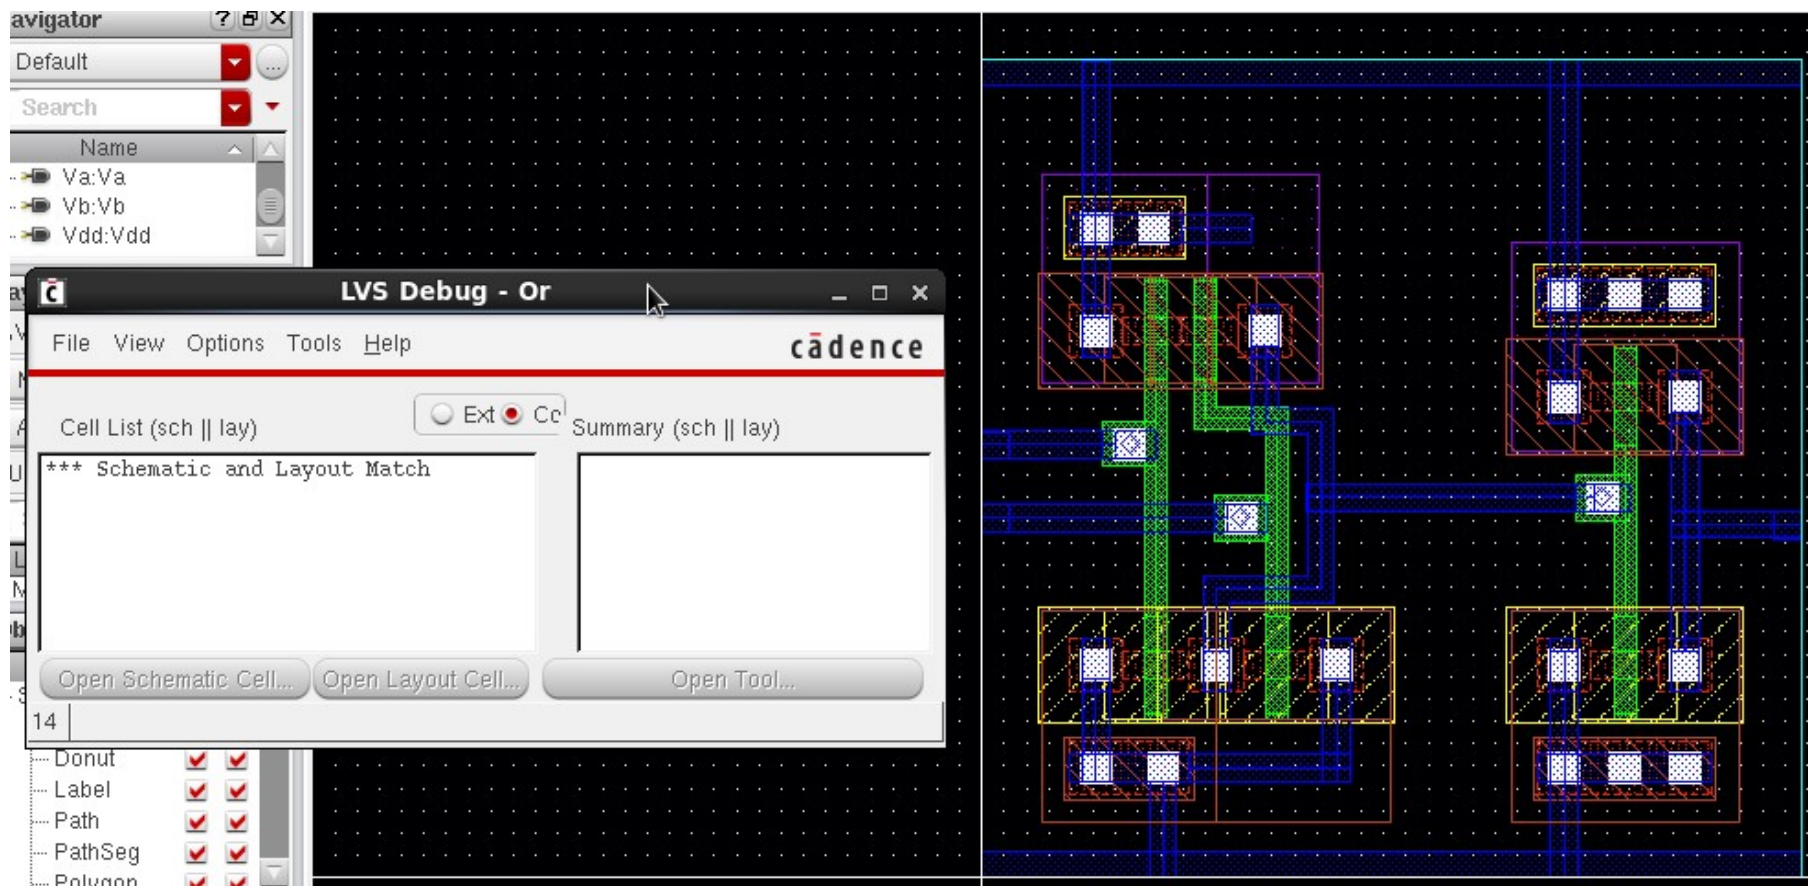 avigator
Default
...
Search
Name
Va:Va
Vb:Vb
Vdd:Vdd
LVS Debug - Or
File View Options Tools Help
cādence
Ext
Cell List (sch || lay)
Summary (sch || lay)
*** Schematic and Layout Match
Open Schematic Cell... Open Layout Cell... Open Tool...
14
Donut
Label
Path
PathSeg
Polygon